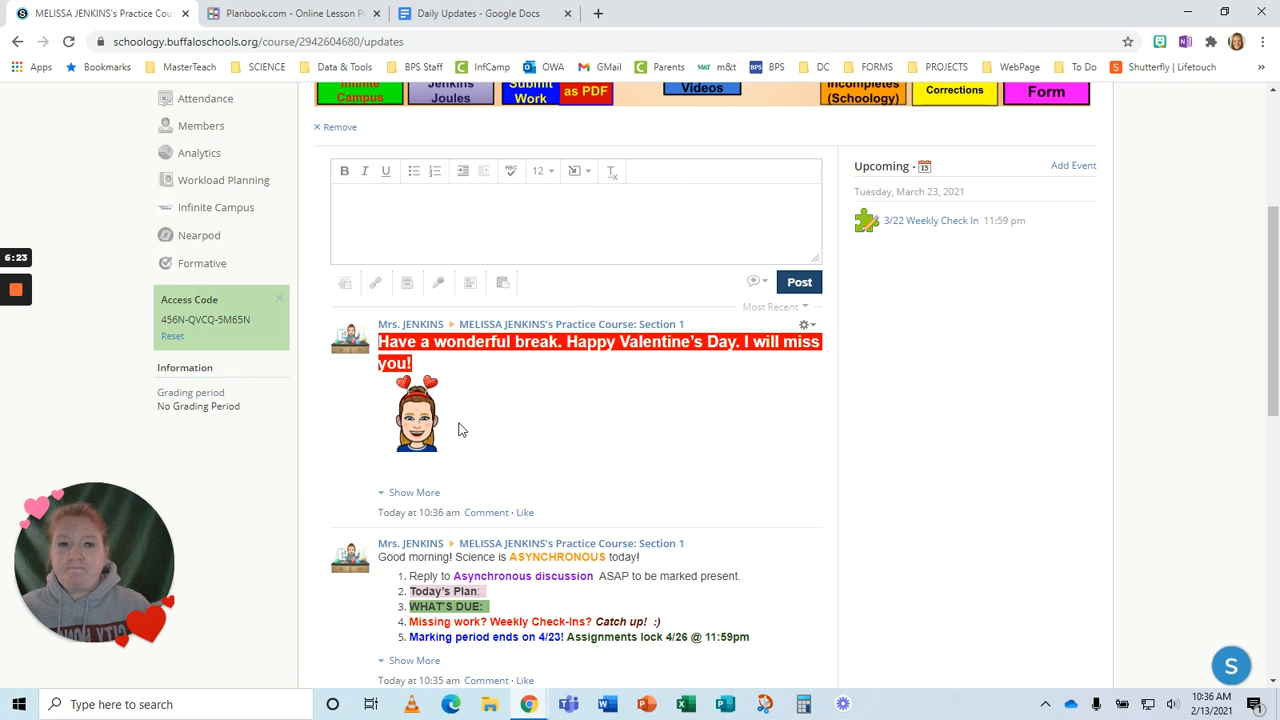 MELISSA JENKINS's Practice Cour
Planbook.com - Online Lesson Pl
Daily Updates - Google Docs
schoology.buffaloschools.org/course/2942604680/updates
Apps
Bookmarks
MasterTeach
SCIENCE
Data & Tools
BPS Staff
InfCamp
OWA
GMail
Parents
m&t
BPS
DC
FORMS
PROJECTS
WebPage
To Do
Shutterfly | Lifetouch
Infinite
Campus
Jenkins
Joules
Submit
Work
as PDF
Videos
Incompletes
(Schoology)
Corrections
Form
Remove
Attendance
Members
Analytics
Workload Planning
Infinite Campus
Nearpod
Formative
Access Code
456N-QVCQ-5M65N
Reset
Information
Grading period
No Grading Period
6:23
B I U
ABC
12
Post
Most Recent
Upcoming ·
Add Event
Tuesday, March 23, 2021
3/22 Weekly Check In 11:59 pm
Mrs. JENKINS MELISSA JENKINS's Practice Course: Section 1
Have a wonderful break. Happy Valentine's Day. I will miss
you!
Show More
Today at 10:36 am Comment · Like
Mrs. JENKINS MELISSA JENKINS's Practice Course: Section 1
Good morning! Science is ASYNCHRONOUS today!
1. Reply to Asynchronous discussion ASAP to be marked present.
2. Today's Plan:
3. WHAT'S DUE:
4. Missing work? Weekly Check-Ins? Catch up! :)
5. Marking period ends on 4/23! Assignments lock 4/26 @ 11:59pm
Show More
Today at 10:35 am Comment · Like
S
Type here to search
10:36 AM
2/13/2021